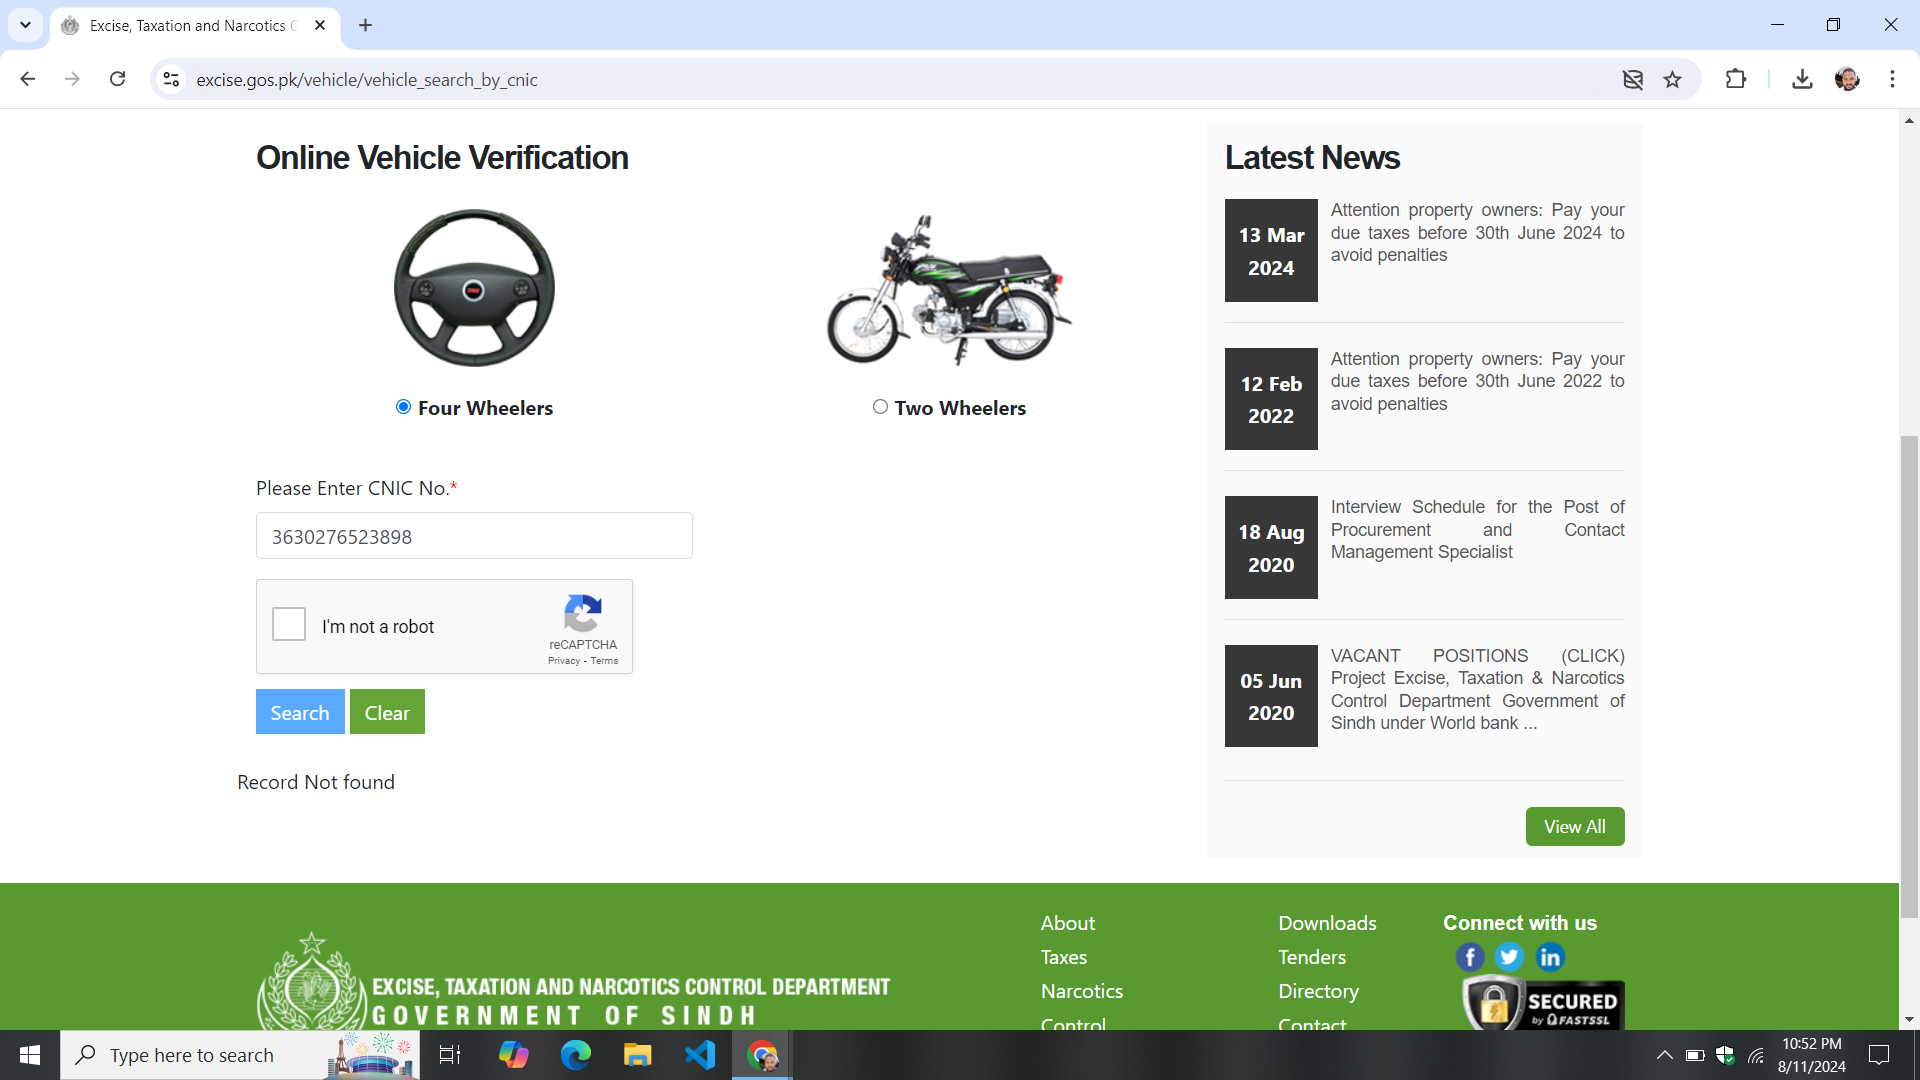 Excise, Taxation and Narcotics C
excise.gos.pk/vehicle/vehicle_search_by_cnic
Online Vehicle Verification
Four Wheelers
Two Wheelers
Please Enter CNIC No.*
3630276523898
I'm not a robot
reCAPTCHA
Privacy - Terms
Search
Clear
Record Not found
Latest News
13 Mar
2024
Attention property owners: Pay your
due taxes before 30th June 2024 to
avoid penalties
12 Feb
2022
Attention property owners: Pay your
due taxes before 30th June 2022 to
avoid penalties
18 Aug
2020
Interview Schedule for the Post of
Procurement and Contact
Management Specialist
05 Jun
2020
VACANT POSITIONS (CLICK)
Project Excise, Taxation & Narcotics
Control Department Government of
Sindh under World bank ...
View All
EXCISE, TAXATION AND NARCOTICS CONTROL DEPARTMENT
GOVERNMENT OF SINDH
About
Taxes
Narcotics
Control
Downloads
Tenders
Directory
Contact
Connect with us
SECURED
by FASTSSL
Type here to search
10:52 PM
8/11/2024